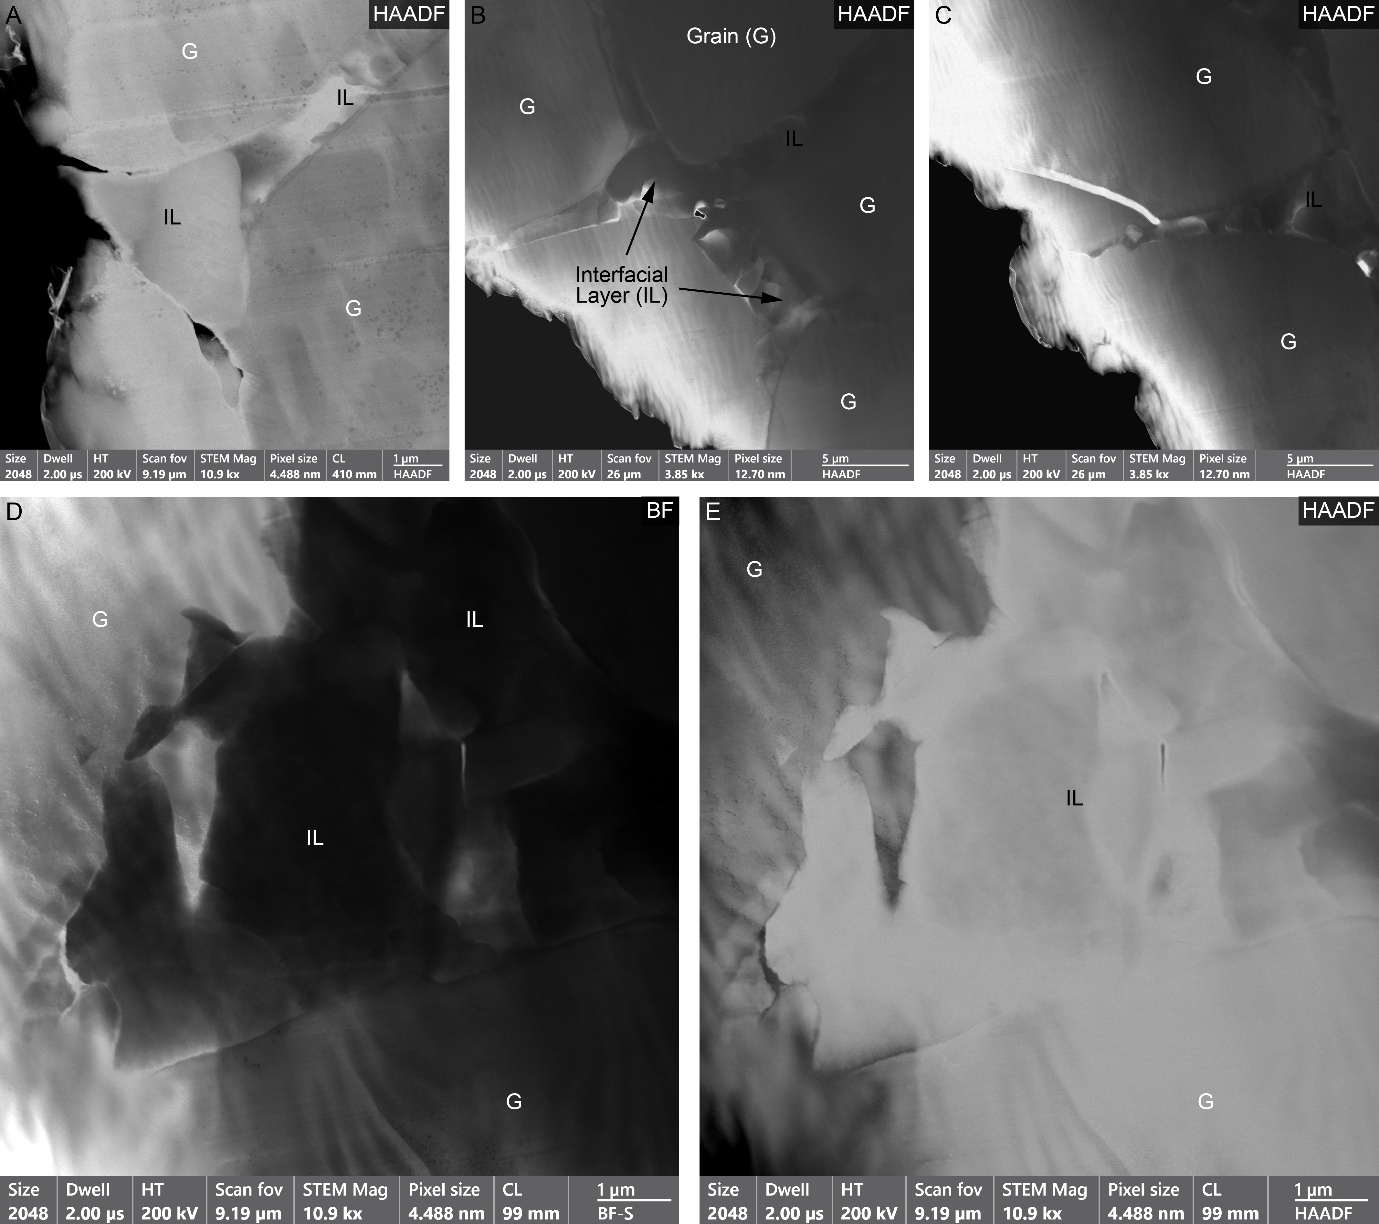 A
HAADF
G
IL
IL
G
Size Dwell HT Scan fov STEM Mag Pixel size CL 1 µm
2048 2.00 µs 200 kV 9.19 µm 10.9 kx 4.488 nm 410 mm HAADF
B
HAADF
Grain (G)
G
IL
G
Interfacial
Layer (IL)
G
Size Dwell HT Scan fov STEM Mag Pixel size 5 µm
2048 2.00 µs 200 kV 26 µm 3.85 kx 12.70 nm HAADF
C
HAADF
G
IL
G
Size Dwell HT Scan fov STEM Mag Pixel size 5 µm
2048 2.00 µs 200 kV 26 µm 3.85 kx 12.70 nm HAADF
D
BF
G
IL
IL
G
Size Dwell HT Scan fov STEM Mag Pixel size CL 1 µm
2048 2.00 µs 200 kV 9.19 µm 10.9 kx 4.488 nm 99 mm BF-S
E
HAADF
G
IL
G
Size Dwell HT Scan fov STEM Mag Pixel size CL 1 µm
2048 2.00 µs 200 kV 9.19 µm 10.9 kx 4.488 nm 99 mm HAADF